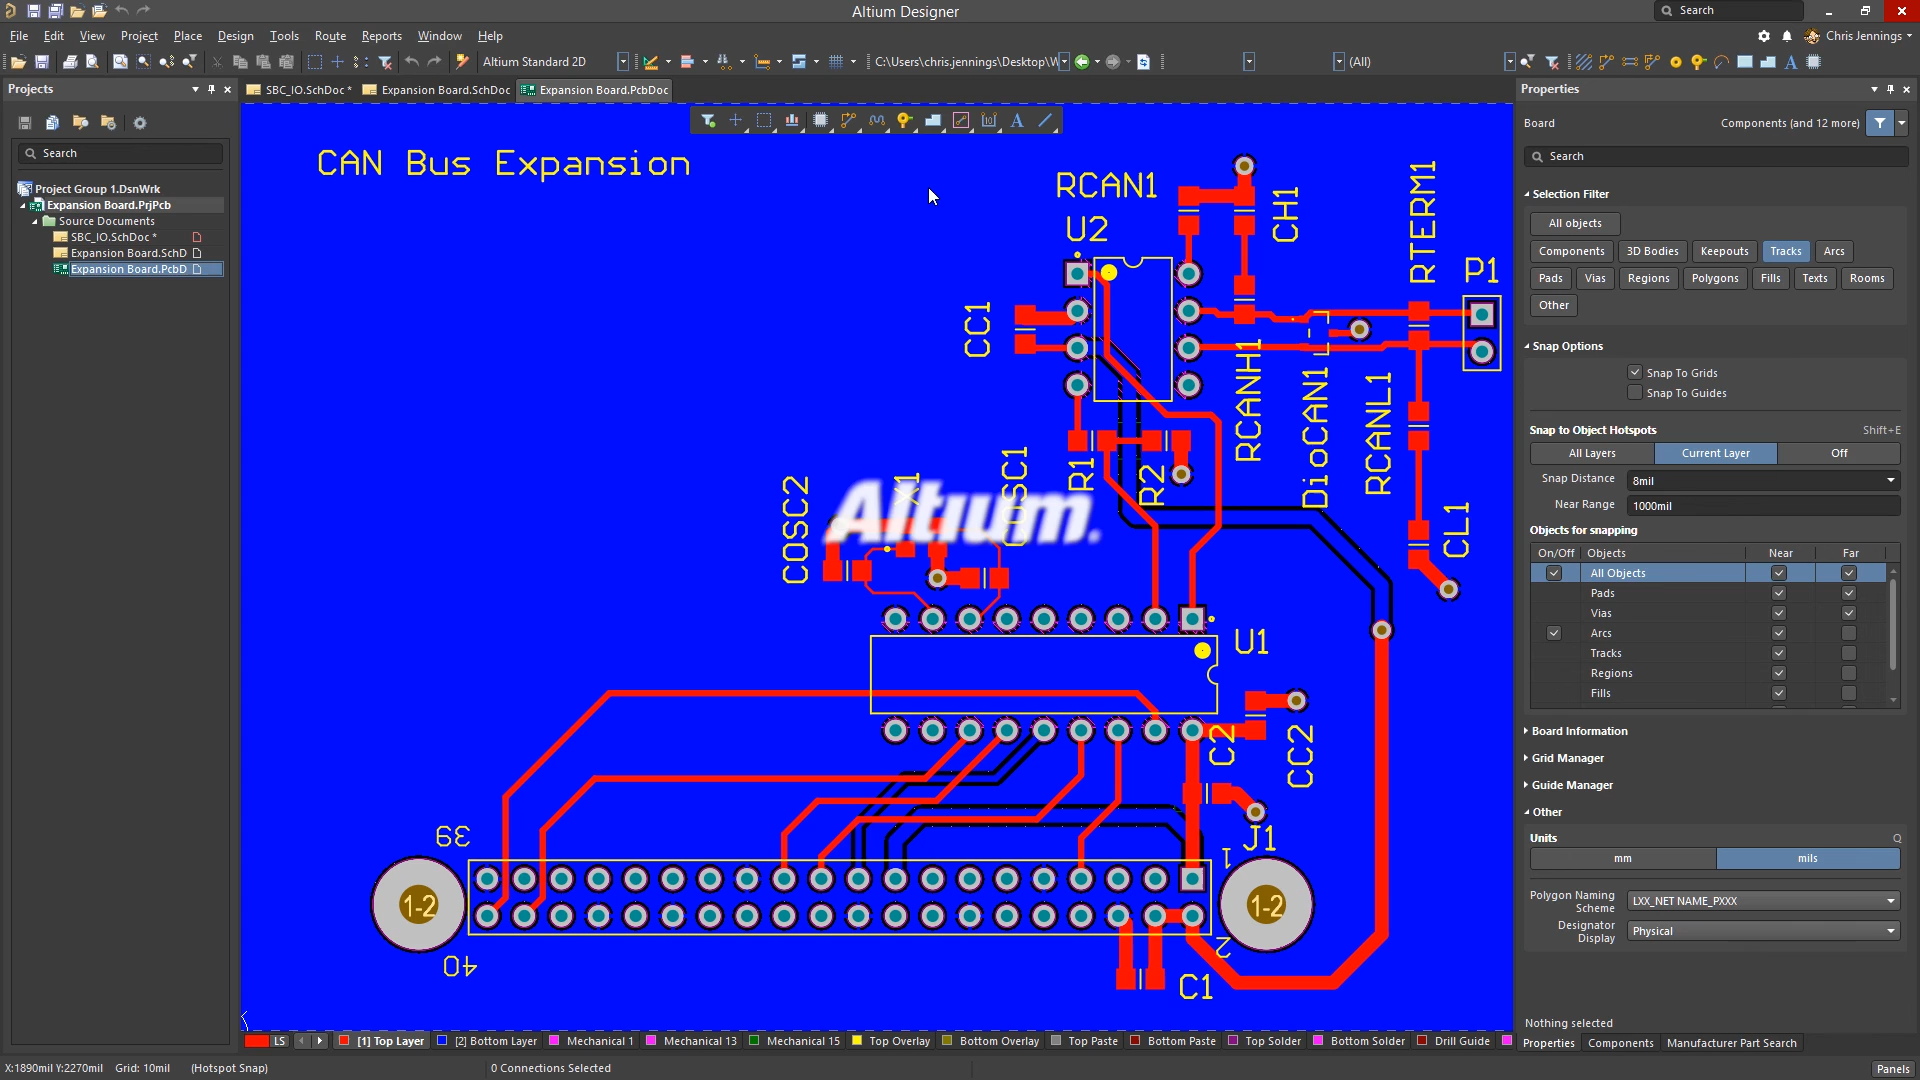 Altium Designer
Search
File Edit View Project Place Design Tools Route Reports Window Help
Chris Jennings
Altium Standard 2D
C:\Users\chris.jennings\Desktop\W
(All)
Projects
SBC_IO.SchDoc *
Expansion Board.SchDoc
Expansion Board.PcbDoc
Search
Project Group 1.DsnWrk
Expansion Board.PrjPcb
Source Documents
SBC_IO.SchDoc *
Expansion Board.SchD
Expansion Board.PcbD
CAN Bus Expansion
RCAN1
U2
CH1
RTERM1
P1
CC1
RCANH1
DioCAN1
RCANL1
R1
R2
COSC1
X1
COSC2
CL1
Altium.
U1
C2
CC2
J1
39
1
1-2
1-2
40
2
C1
LS
[1] Top Layer
[2] Bottom Layer
Mechanical 1
Mechanical 13
Mechanical 15
Top Overlay
Bottom Overlay
Top Paste
Bottom Paste
Top Solder
Bottom Solder
Drill Guide
X:1890mil Y:2270mil Grid: 10mil (Hotspot Snap)
0 Connections Selected
Properties
Board
Components (and 12 more)
Search
Selection Filter
All objects
Components 3D Bodies Keepouts Tracks Arcs
Pads Vias Regions Polygons Fills Texts Rooms
Other
Snap Options
Snap To Grids
Snap To Guides
Snap to Object Hotspots Shift+E
All Layers Current Layer Off
Snap Distance 8mil
Near Range 1000mil
Objects for snapping
On/Off Objects Near Far
All Objects
Pads
Vias
Arcs
Tracks
Regions
Fills
Board Information
Grid Manager
Guide Manager
Other
Units Q
mm mils
Polygon Naming
Scheme
LXX_NET NAME_PXXX
Designator
Display
Physical
Nothing selected
Properties Components Manufacturer Part Search
Panels